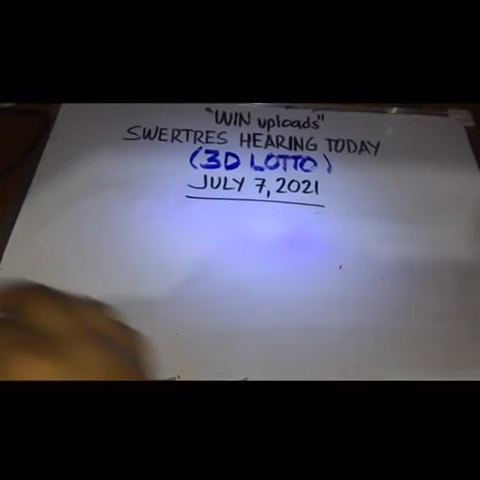 "WIN uploads"
SWERTRES HEARING TODAY
(3D LOTTO)
JULY 7, 2021